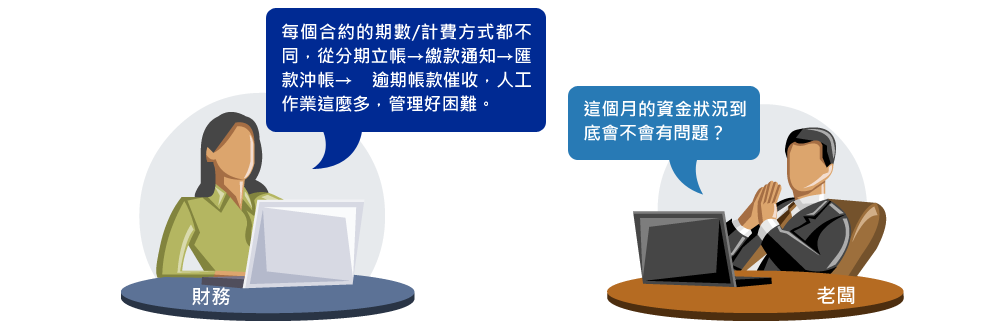 每個合約的期數/計費方式都不
同，從分期立帳→繳款通知→匯
款沖帳→　逾期帳款催收，人工
作業這麼多，管理好困難。
這個月的資金狀況到
底會不會有問題？
財務
老闆